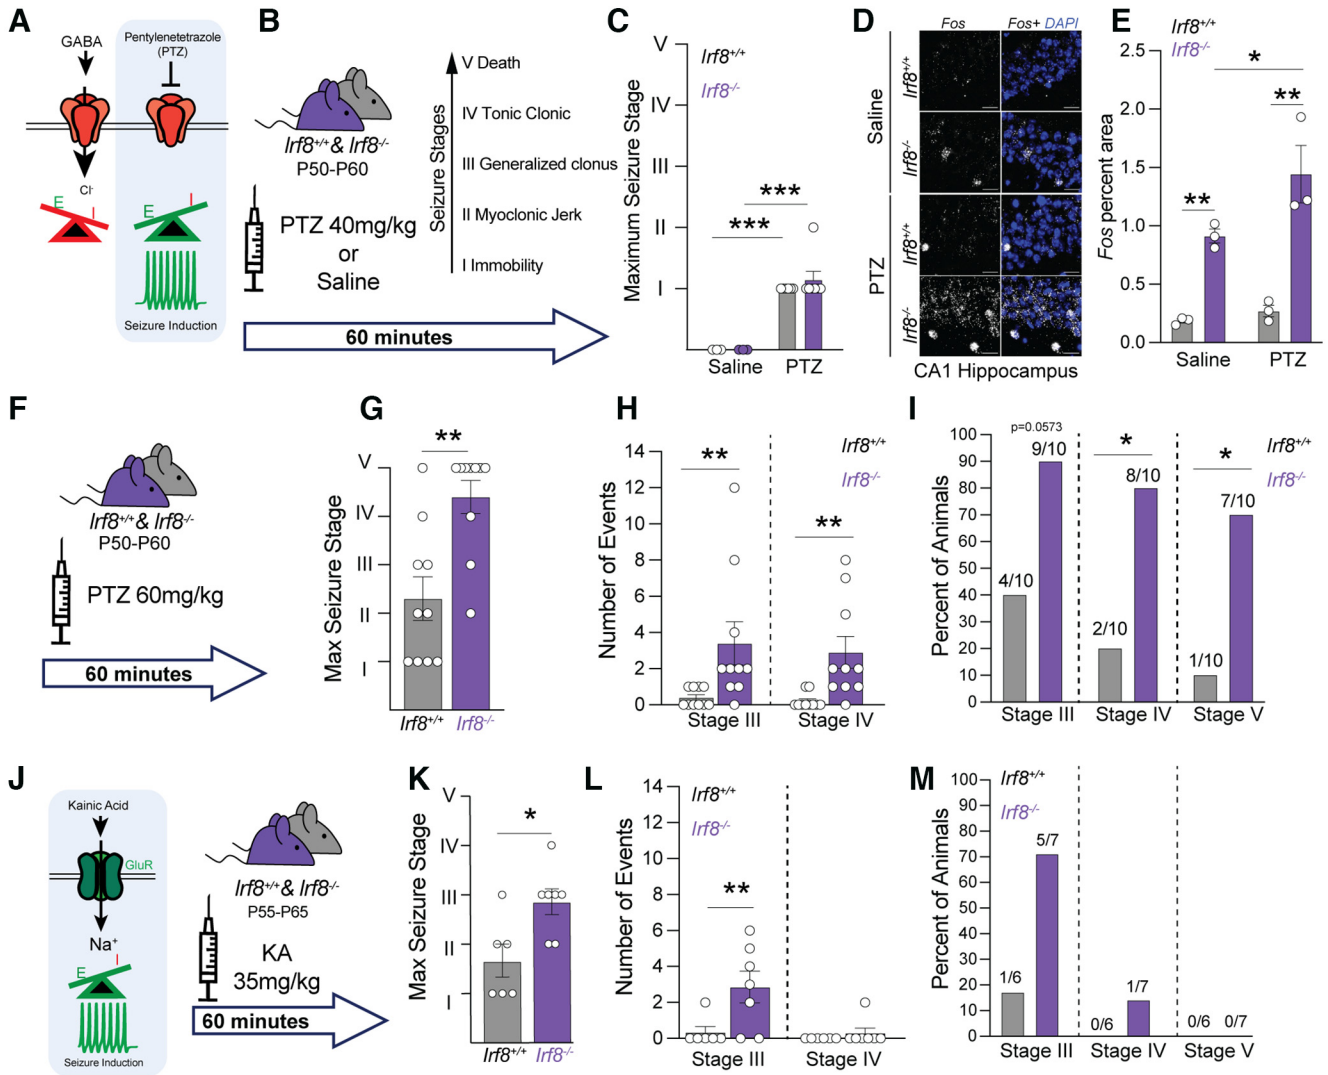 A
GABA
Cl-
E
I
Pentylenetetrazole
(PTZ)
E
I
Seizure Induction
B
Irf8+/+ & Irf8-/-
P50-P60
PTZ 40mg/kg
or
Saline
60 minutes
Seizure Stages
V Death
IV Tonic Clonic
III Generalized clonus
II Myoclonic Jerk
I Immobility
C
Maximum Seizure Stage
V
IV
III
II
I
Irf8+/+
Irf8-/-
***
***
Saline
PTZ
D
Fos
Fos+ DAPI
Saline
Irf8+/+
Irf8-/-
PTZ
Irf8+/+
Irf8-/-
CA1 Hippocampus
E
Irf8+/+
Irf8-/-
Fos percent area
2.5
2.0
1.5
1.0
0.5
0.0
**
**
*
Saline
PTZ
F
Irf8+/+ & Irf8-/-
P50-P60
PTZ 60mg/kg
60 minutes
G
Max Seizure Stage
V
IV
III
II
I
**
Irf8+/+
Irf8-/-
H
Number of Events
14
12
10
8
6
4
2
0
**
**
Irf8+/+
Irf8-/-
Stage III
Stage IV
I
Percent of Animals
100
90
80
70
60
50
40
30
20
10
0
p=0.0573
4/10
9/10
*
2/10
8/10
*
1/10
7/10
Irf8+/+
Irf8-/-
Stage III
Stage IV
Stage V
J
Kainic Acid
GluR
Na+
E
I
Seizure Induction
Irf8+/+ & Irf8-/-
P55-P65
KA
35mg/kg
60 minutes
K
Max Seizure Stage
V
IV
III
II
I
*
Irf8+/+
Irf8-/-
L
Number of Events
14
12
10
8
6
4
2
0
Irf8+/+
Irf8-/-
**
Stage III
Stage IV
M
Percent of Animals
100
90
80
70
60
50
40
30
20
10
0
Irf8+/+
Irf8-/-
1/6
5/7
0/6
1/7
0/6
0/7
Stage III
Stage IV
Stage V